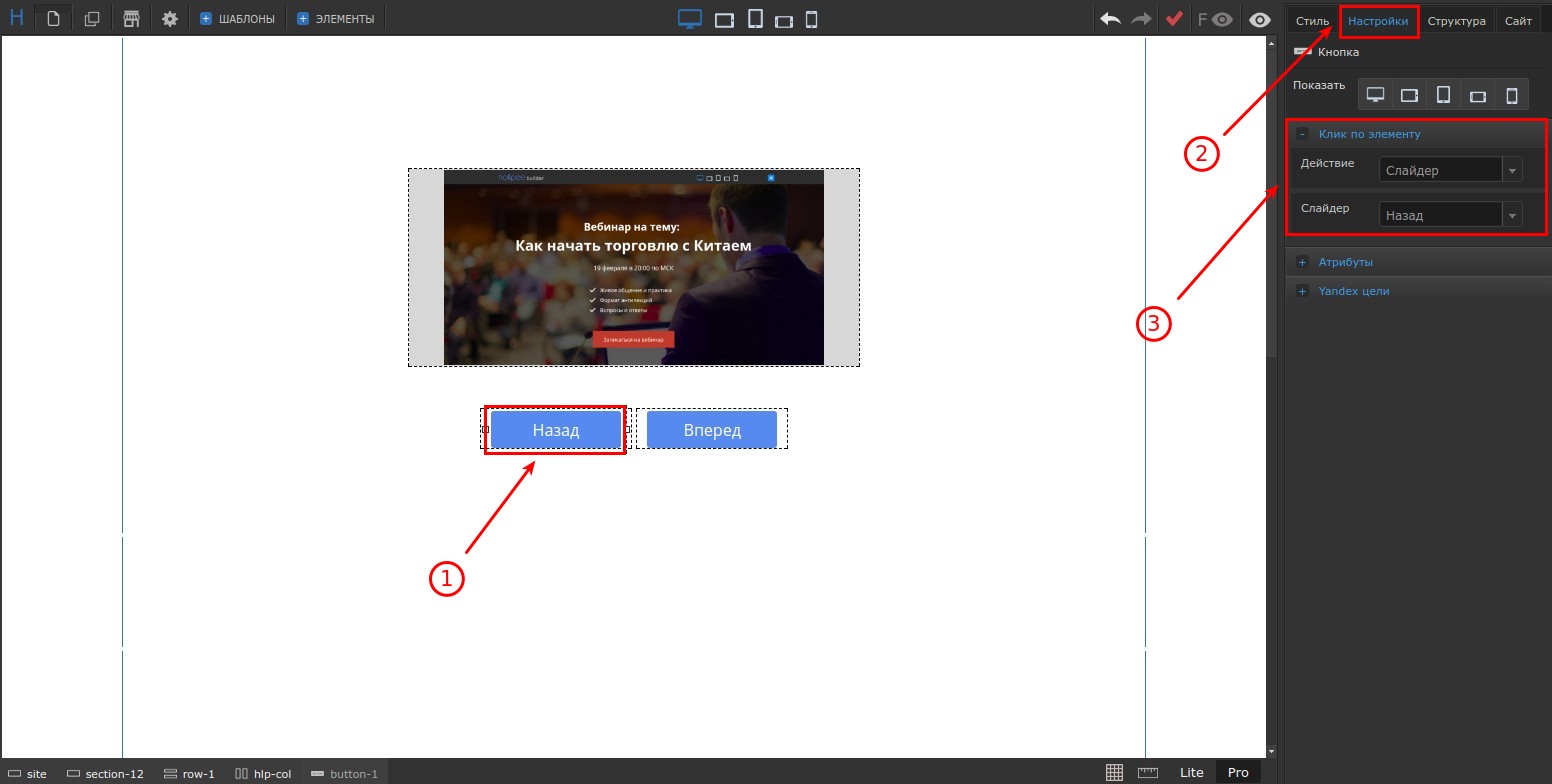 H
ШАБЛОНЫ
ЭЛЕМЕНТЫ
F
Стиль
Настройки
Структура
Сайт
Кнопка
Показать
- Клик по элементу
Действие
Слайдер
Слайдер
Назад
+ Атрибуты
+ Yandex цели
2
3
builder
Вебинар на тему:
Как начать торговлю с Китаем
19 февраля в 20:00 по МСК
Живое общение и практика
Формат антилекций
Вопросы и ответы
Записаться на вебинар
Назад
Вперед
1
site
section-12
row-1
hlp-col
button-1
Lite
Pro